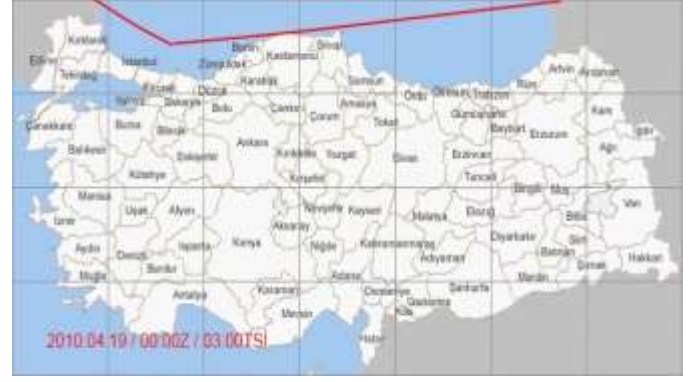 Kırklareli
Edirne
Tekirdağ
İstanbul
Bartın
Kastamonu
Sinop
Zonguldak
Karabük
Samsun
Artvin
Ardahan
Kocaeli
Düzce
Yalova
Sakarya
Bolu
Çankırı
Çorum
Amasya
Ordu
Giresun
Trabzon
Rize
Kars
Çanakkale
Bursa
Bilecik
Tokat
Gümüşhane
Bayburt
Erzurum
Iğdır
Balıkesir
Eskişehir
Ankara
Kırıkkale
Yozgat
Sivas
Erzincan
Ağrı
Kütahya
Kırşehir
Tunceli
Manisa
Uşak
Afyon
Nevşehir
Kayseri
Malatya
Elazığ
Bingöl
Muş
Van
İzmir
Aksaray
Bitlis
Aydın
Denizli
Isparta
Konya
Niğde
Kahramanmaraş
Adıyaman
Diyarbakır
Batman
Siirt
Şırnak
Hakkari
Muğla
Burdur
Adana
Mardin
Antalya
Karaman
Osmaniye
Gaziantep
Şanlıurfa
Mersin
Kilis
Hatay
2010.04.19 / 00:00Z / 03.00TSİ